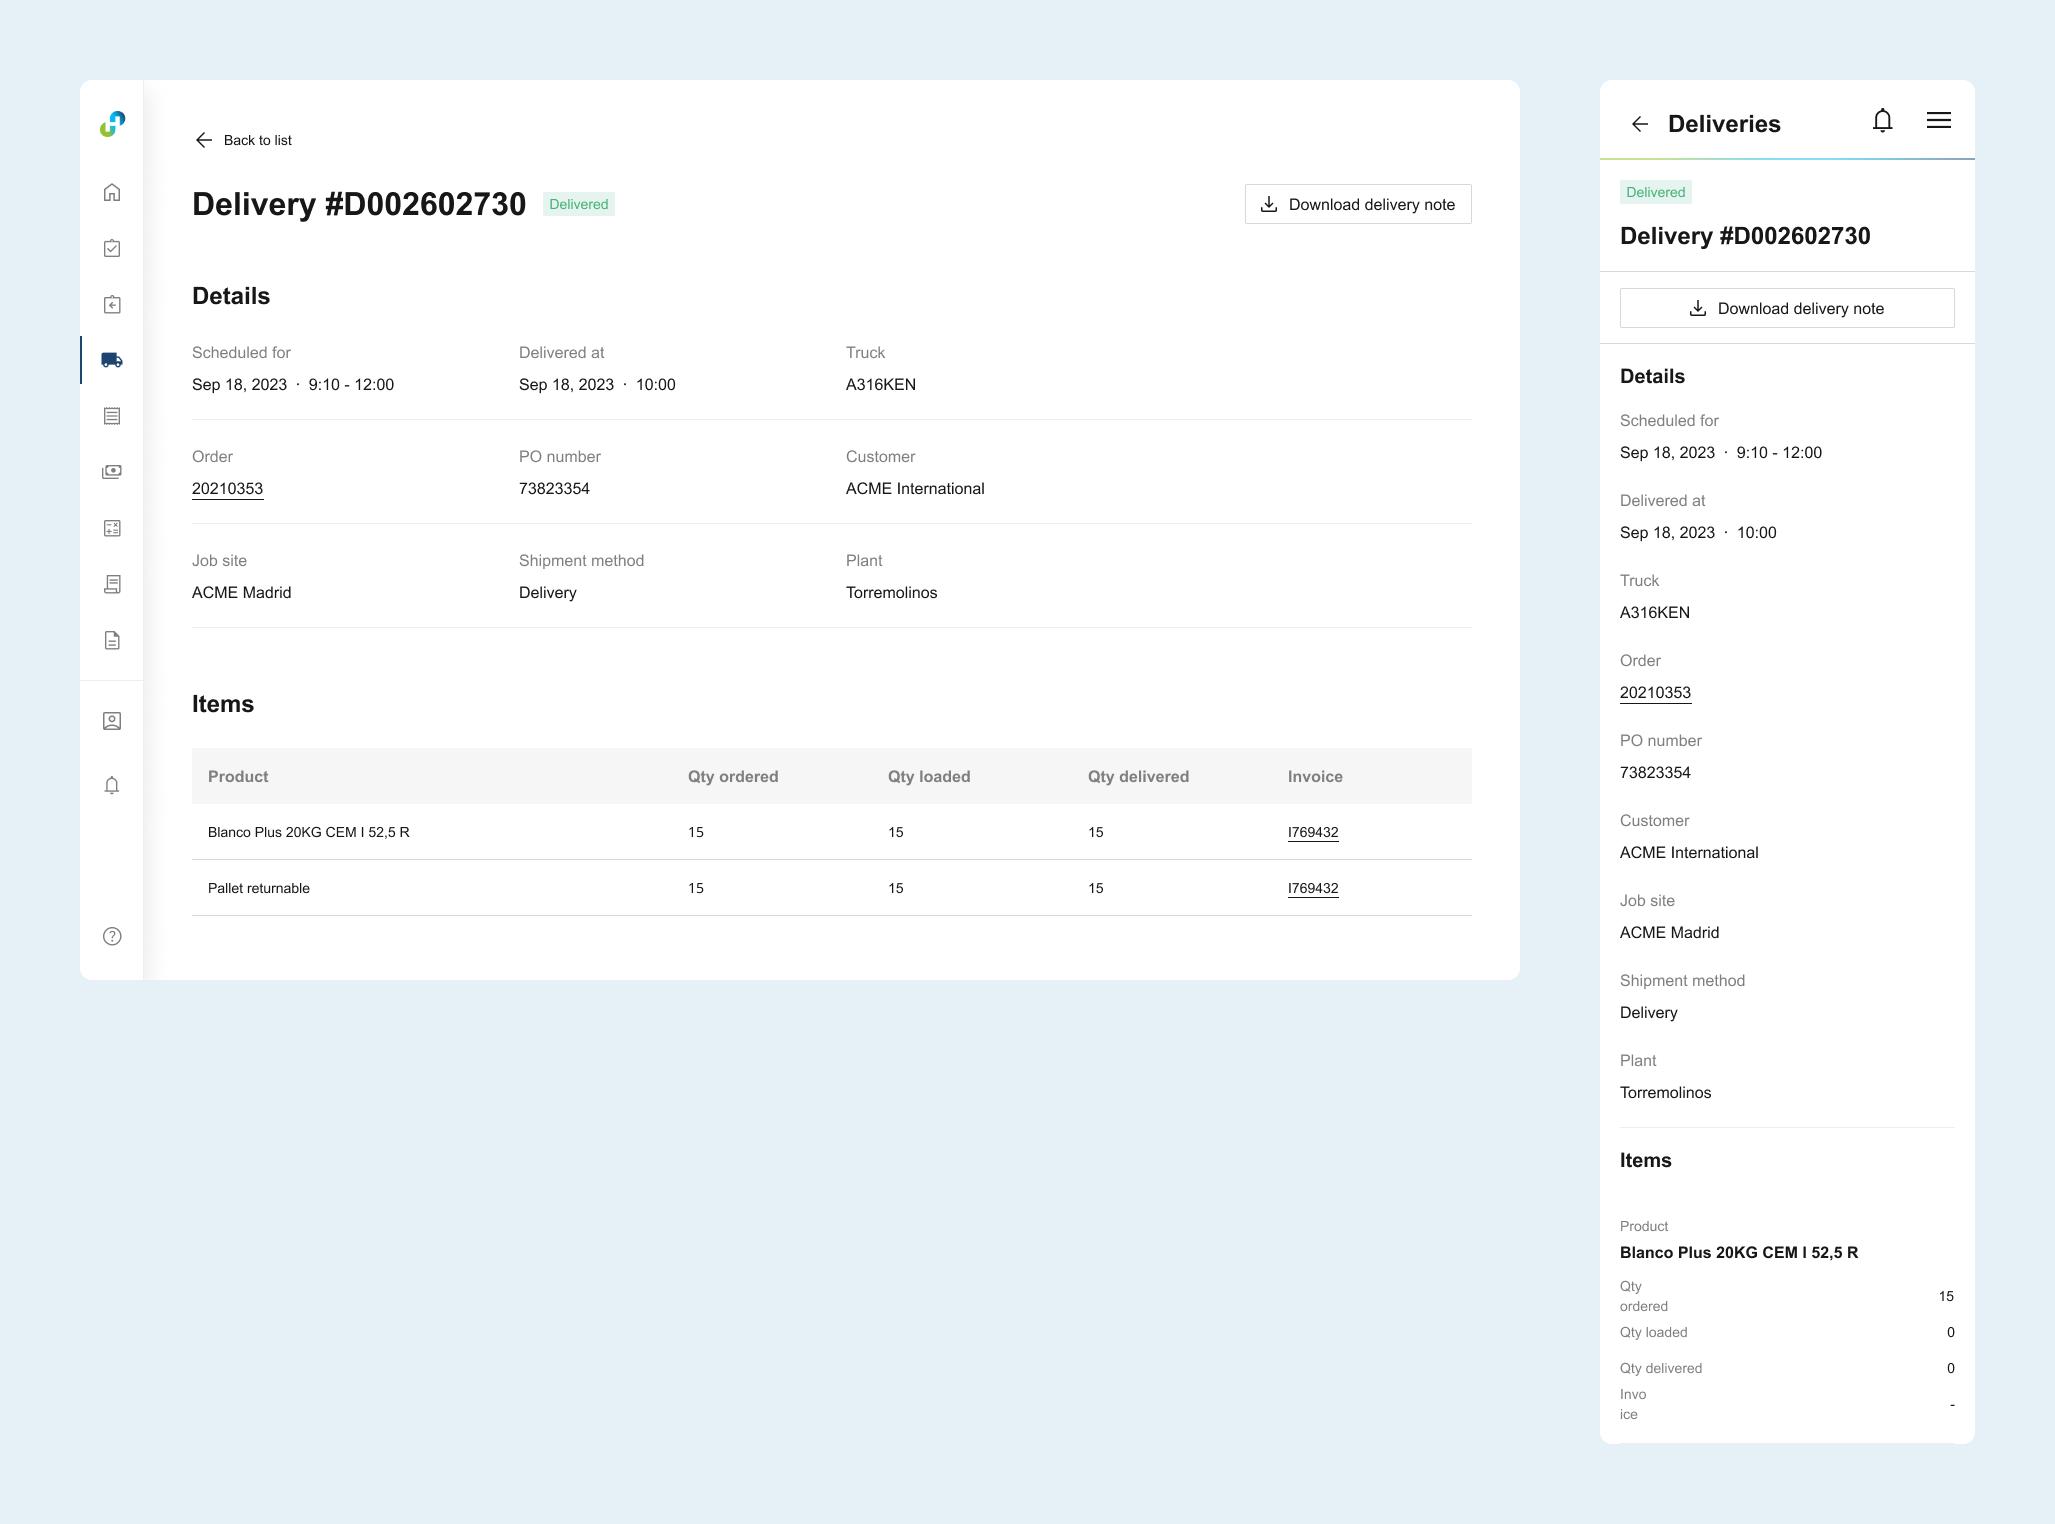 Back to list
Delivery #D002602730 Delivered Download delivery note
Details
Scheduled for Delivered at Truck
Sep 18, 2023 · 9:10 - 12:00 Sep 18, 2023 · 10:00 A316KEN
Order PO number Customer
20210353 73823354 ACME International
Job site Shipment method Plant
ACME Madrid Delivery Torremolinos
Items
Product Qty ordered Qty loaded Qty delivered Invoice
Blanco Plus 20KG CEM I 52,5 R 15 15 15 I769432
Pallet returnable 15 15 15 I769432
Deliveries
Delivered
Delivery #D002602730
Download delivery note
Details
Scheduled for
Sep 18, 2023 · 9:10 - 12:00
Delivered at
Sep 18, 2023 · 10:00
Truck
A316KEN
Order
20210353
PO number
73823354
Customer
ACME International
Job site
ACME Madrid
Shipment method
Delivery
Plant
Torremolinos
Items
Product
Blanco Plus 20KG CEM I 52,5 R
Qty
ordered 15
Qty loaded 0
Qty delivered 0
Invo
ice -